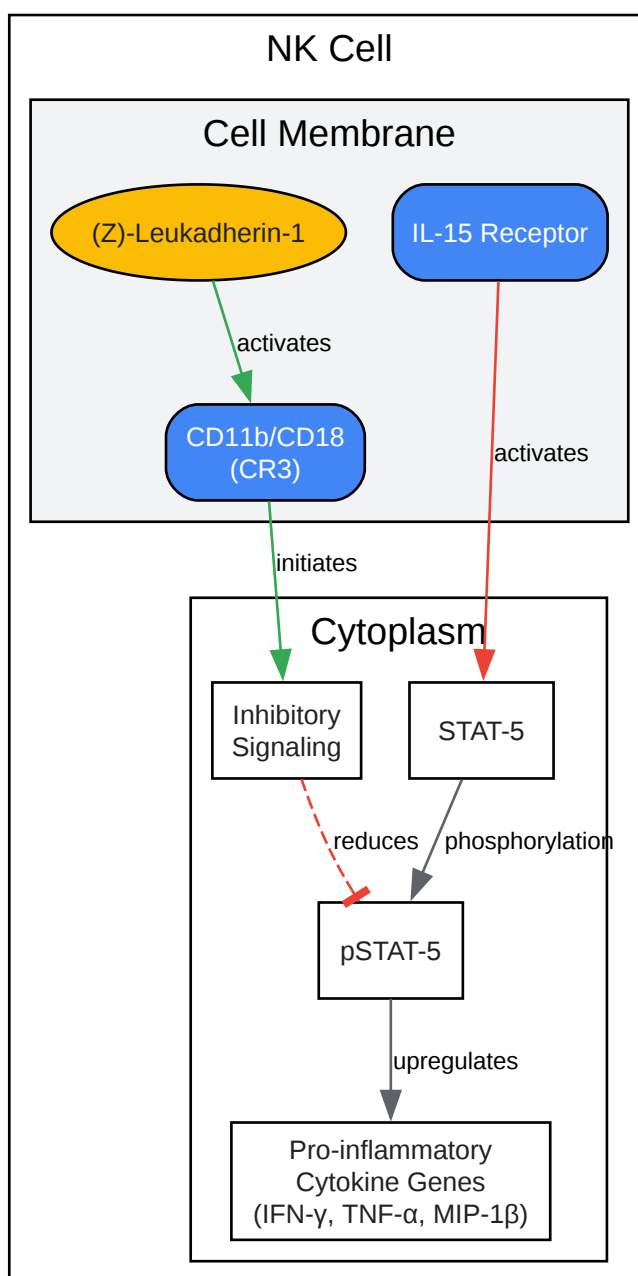 NK Cell
Cell Membrane
(Z)-Leukadherin-1
IL-15 Receptor
activates
CD11b/CD18
(CR3)
activates
initiates
Cytoplasm
Inhibitory
Signaling
STAT-5
reduces
phosphorylation
pSTAT-5
upregulates
Pro-inflammatory
Cytokine Genes
(IFN-γ, TNF-α, MIP-1β)